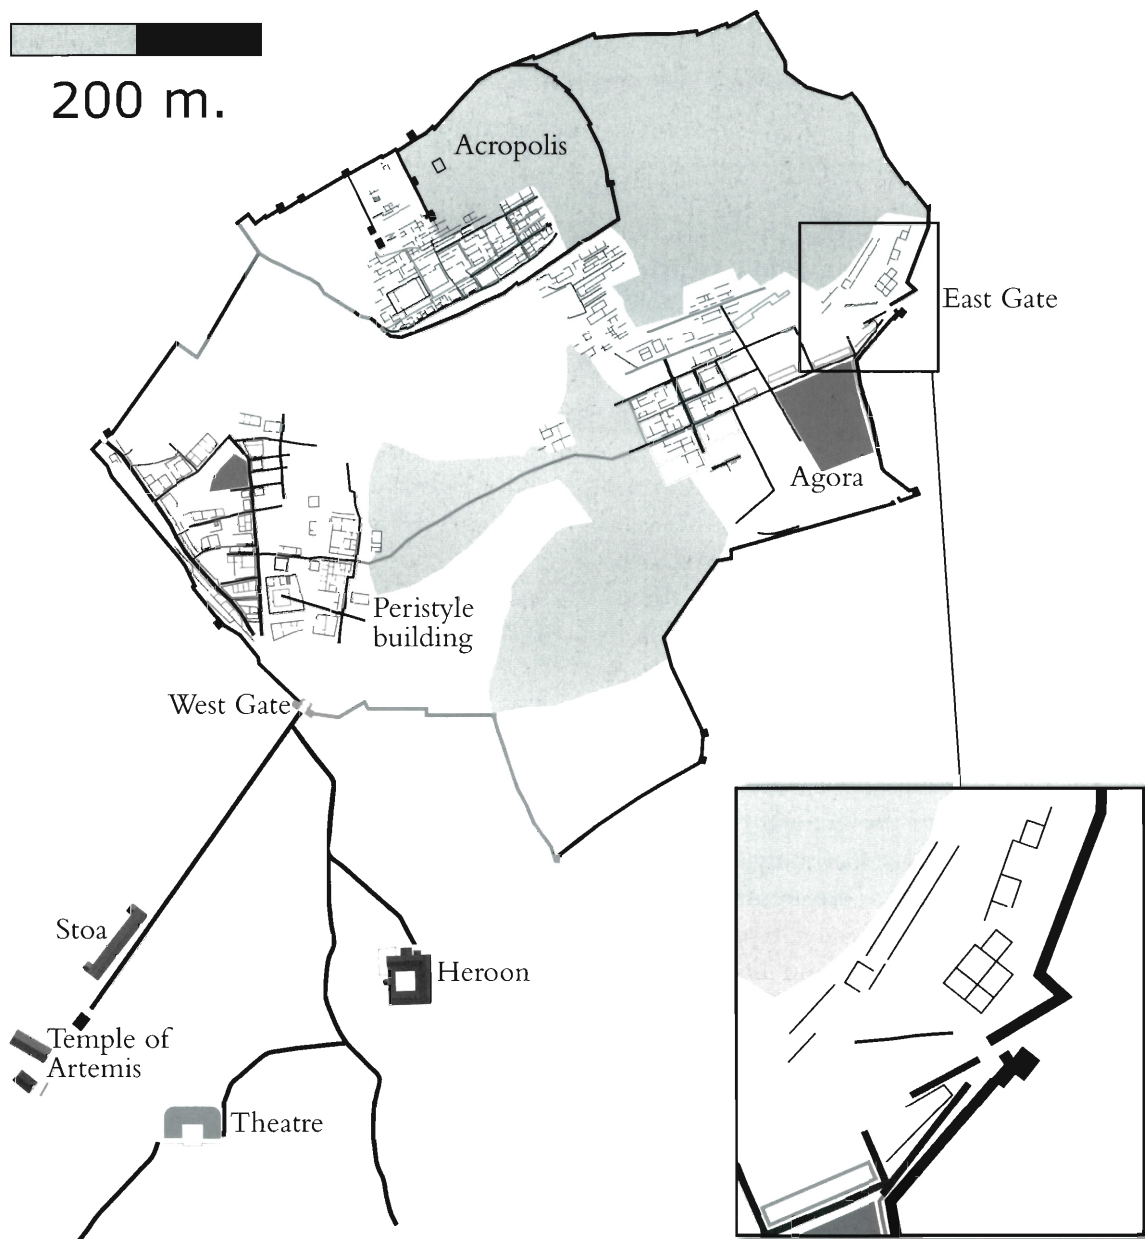 200 m.
Acropolis
East Gate
Agora
Peristyle
building
West Gate
Stoa
Heroon
Temple of
Artemis
Theatre